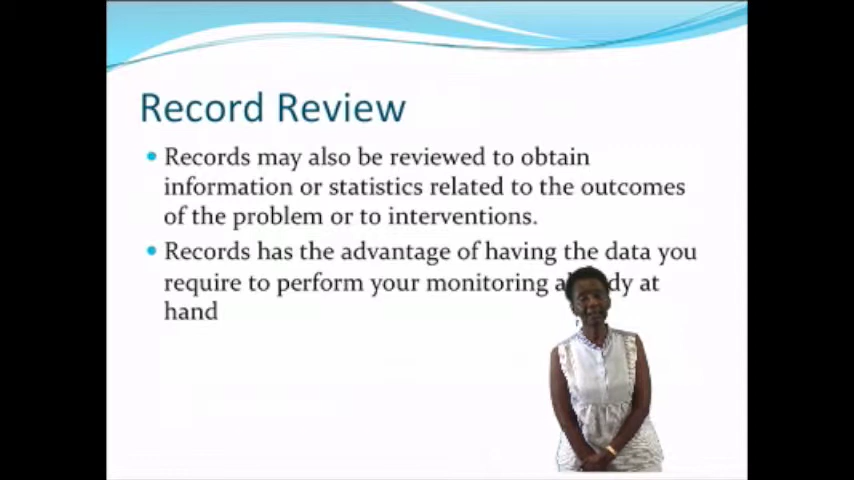 Record Review
Records may also be reviewed to obtain
information or statistics related to the outcomes
of the problem or to interventions.
Records has the advantage of having the data you
require to perform your monitoring at
hand